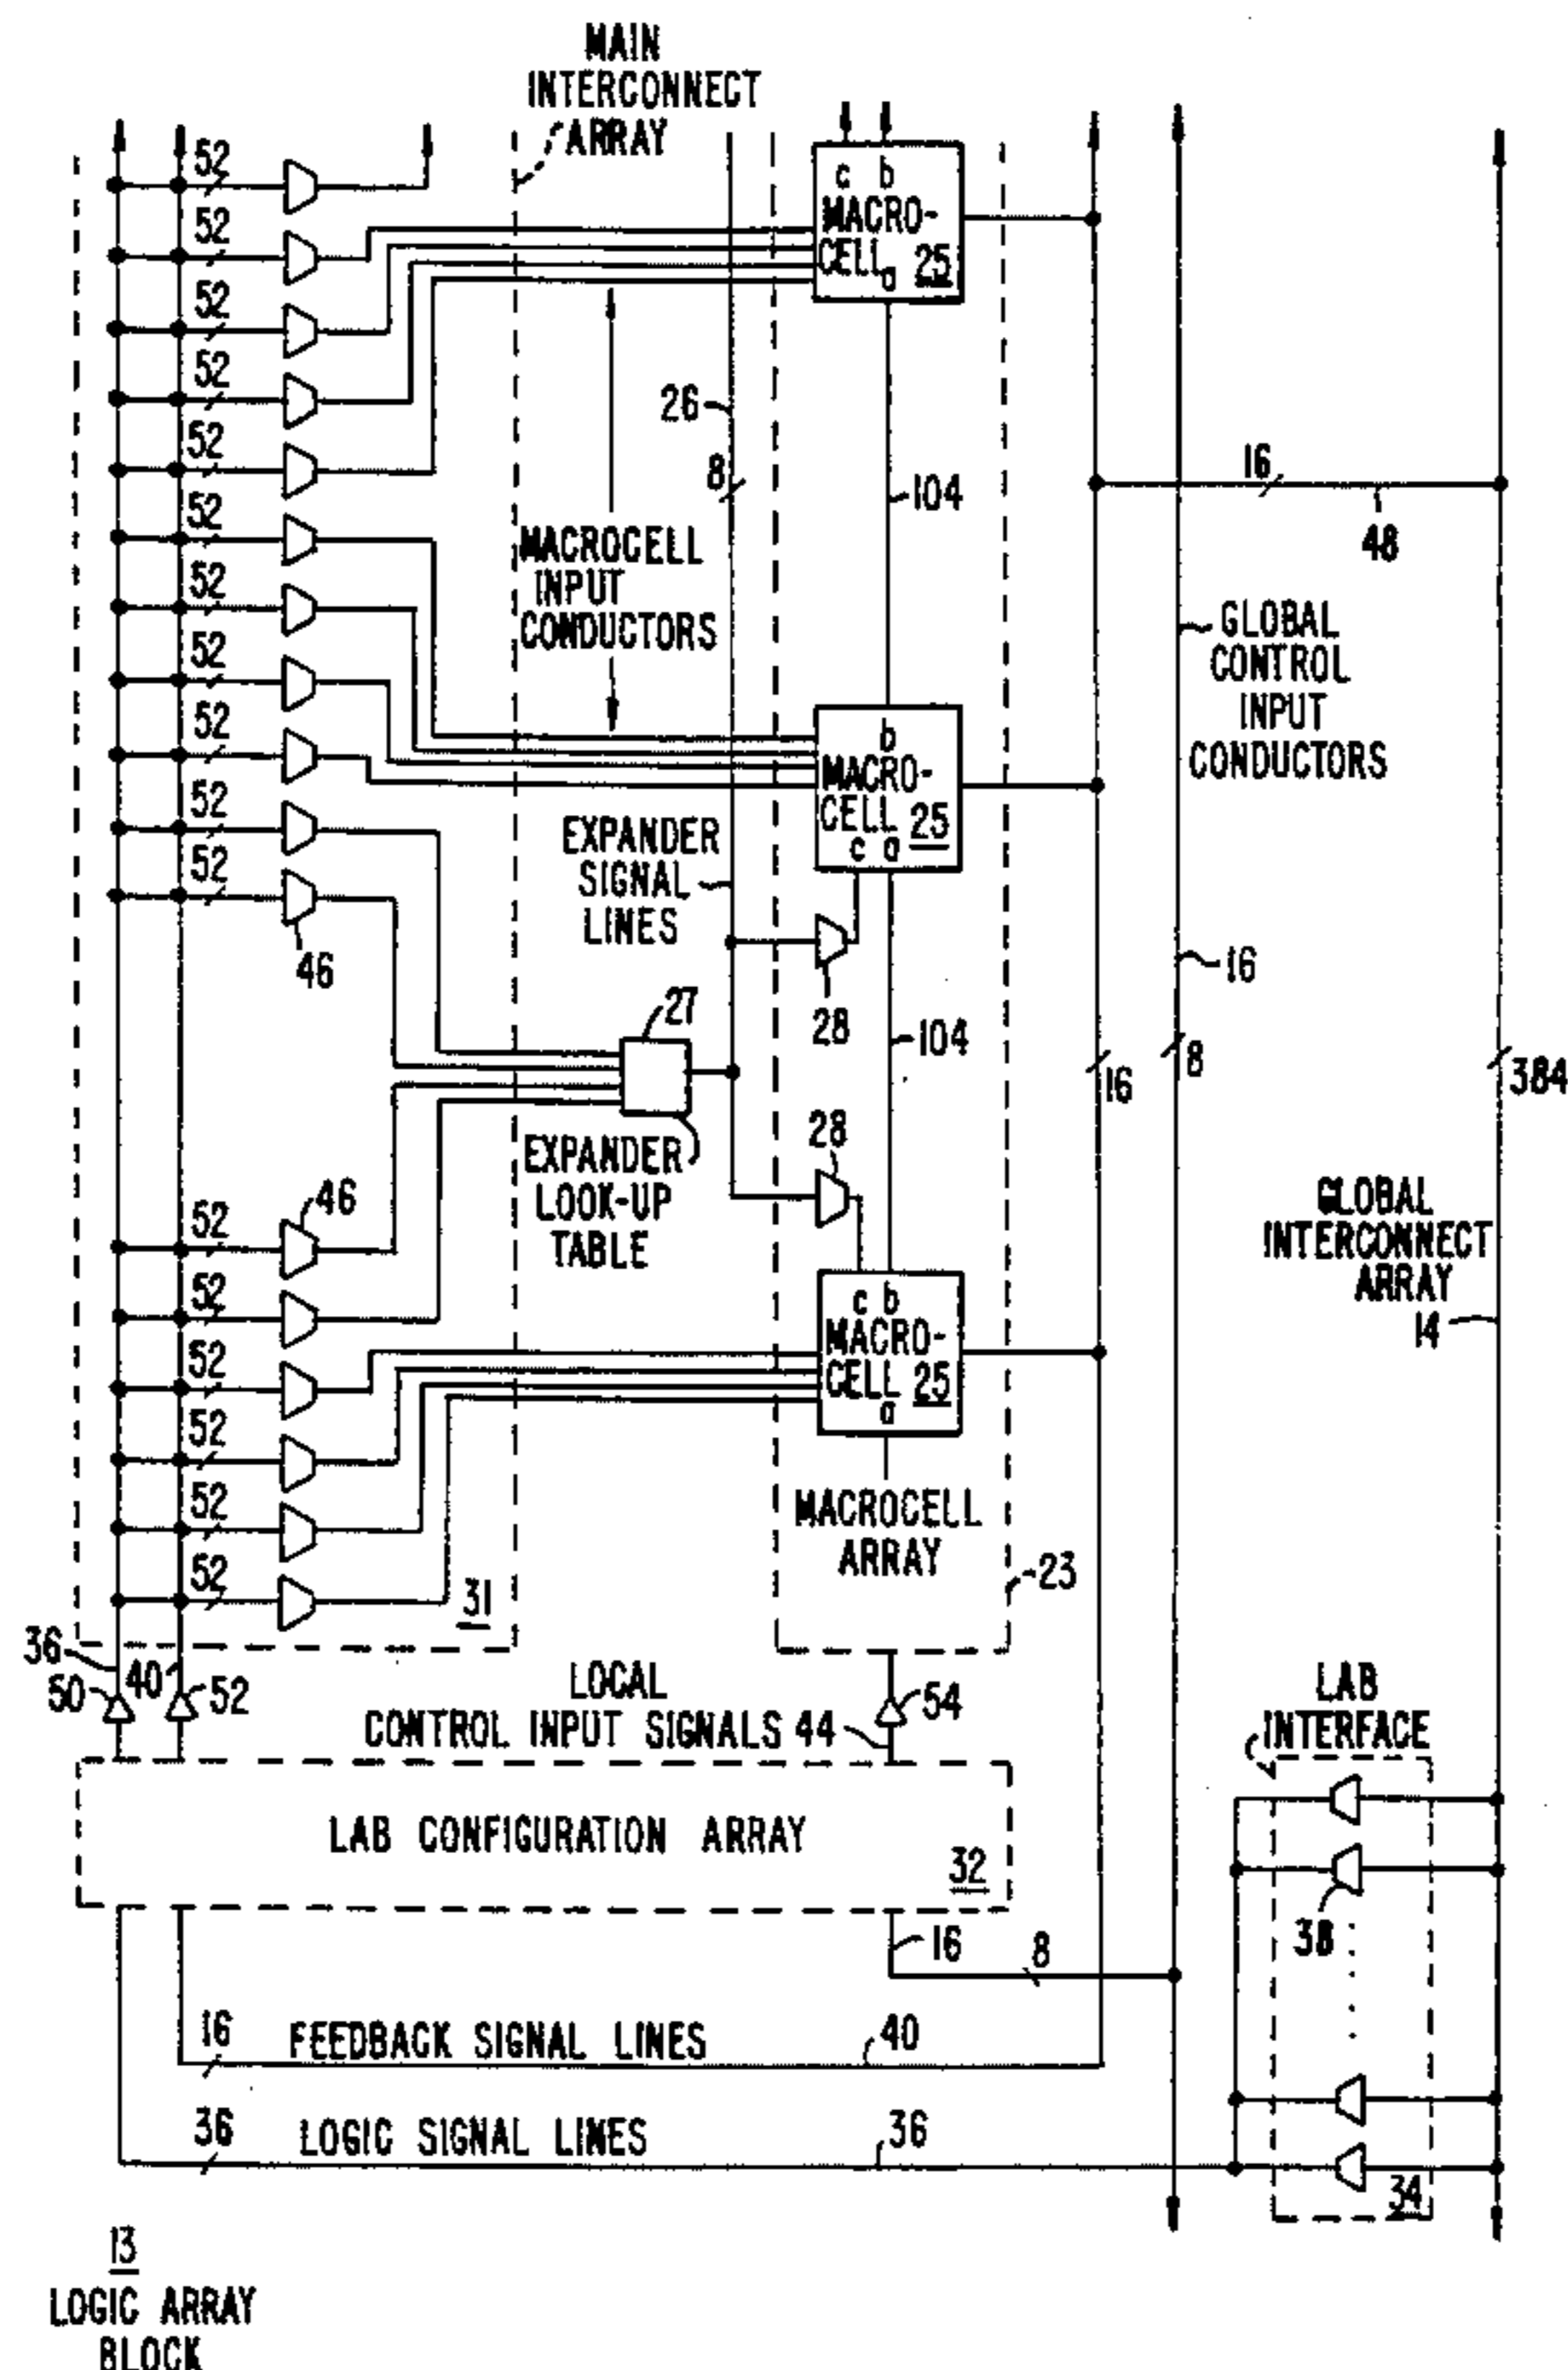 MAIN
INTERCONNECT
ARRAY
52
52
52
52
52
52
52
52
52
52
52
46
c b
MACRO-
CELL 25
a
26
8
104
16
48
MACROCELL
INPUT
CONDUCTORS
GLOBAL
CONTROL
INPUT
CONDUCTORS
b
MACRO-
CELL 25
c a
EXPANDER
SIGNAL
LINES
28
27
104
16
16
8
384
EXPANDER
LOOK-UP
TABLE
28
GLOBAL
INTERCONNECT
ARRAY
14
46
52
52
52
52
52
52
c b
MACRO-
CELL 25
a
MACROCELL
ARRAY
23
31
36
50
40
52
LOCAL
CONTROL INPUT SIGNALS 44
54
LAB
INTERFACE
LAB CONFIGURATION ARRAY
32
38
16
8
16
FEEDBACK SIGNAL LINES
40
36
LOGIC SIGNAL LINES
36
34
13
LOGIC ARRAY
BLOCK